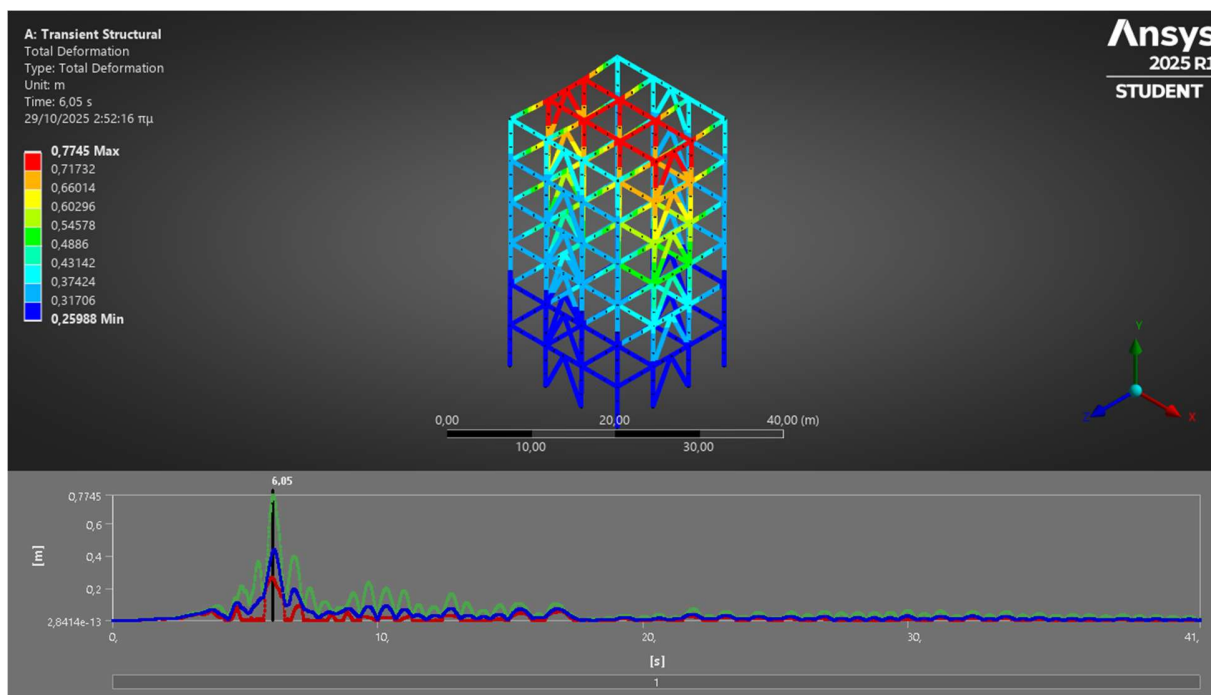 A: Transient Structural
Total Deformation
Type: Total Deformation
Unit: m
Time: 6,05 s
29/10/2025 2:52:16 πμ
0,7745 Max
0,71732
0,66014
0,60296
0,54578
0,4886
0,43142
0,37424
0,31706
0,25988 Min
Ansys
2025 R1
STUDENT
Y
Z
X
0,00 20,00 40,00 (m)
10,00 30,00
6,05
0,7745
0,6
0,4
0,2
2,8414e-13
[m]
0, 10, 20, 30, 41,
[s]
1